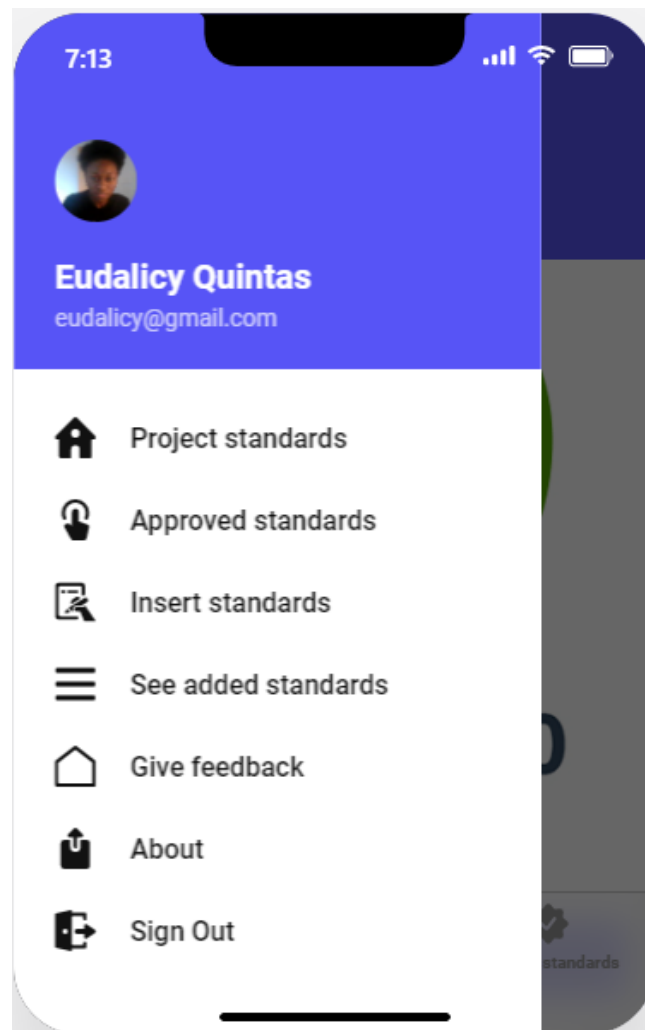 7:13
Eudalicy Quintas
eudalicy@gmail.com
Project standards
Approved standards
Insert standards
See added standards
Give feedback
About
Sign Out
0
standards